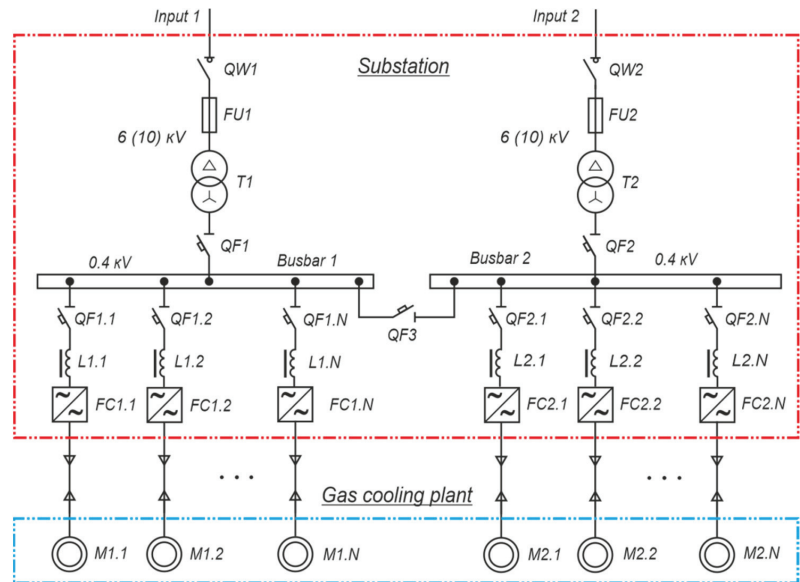 Input 1
Input 2
QW1
Substation
QW2
FU1
FU2
6 (10) кV
6 (10) кV
T1
T2
QF1
QF2
0.4 кV
Busbar 1
Busbar 2
0.4 кV
QF1.1
QF1.2
QF1.N
QF3
QF2.1
QF2.2
QF2.N
L1.1
L1.2
L1.N
L2.1
L2.2
L2.N
FC1.1
FC1.2
FC1.N
FC2.1
FC2.2
FC2.N
. . .
. . .
Gas cooling plant
M1.1
M1.2
M1.N
M2.1
M2.2
M2.N